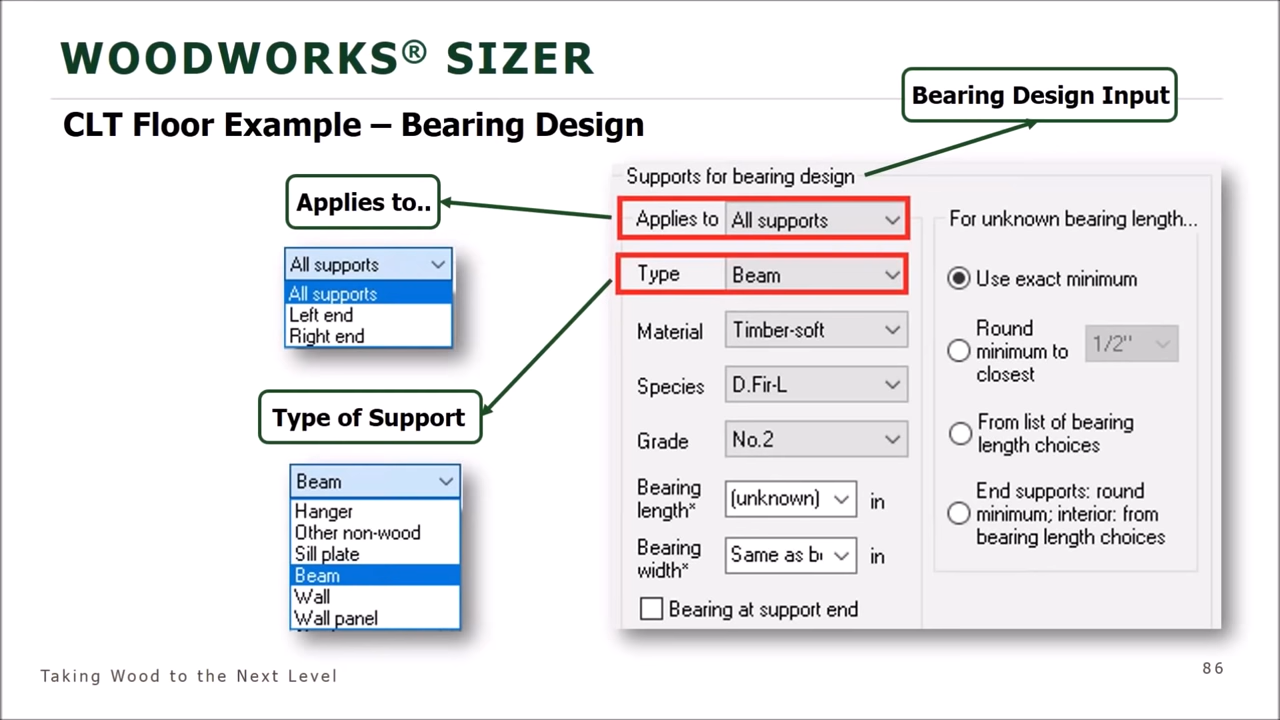 WOODWORKS® SIZER
Bearing Design Input
CLT Floor Example – Bearing Design
Applies to..
All supports
All supports
Left end
Right end
Type of Support
Beam
Hanger
Other non-wood
Sill plate
Beam
Wall
Wall panel
Supports for bearing design
Applies to All supports
Type Beam
Material Timber-soft
Species D.Fir-L
Grade No.2
Bearing
length* (unknown) in
Bearing
width* Same as in
Bearing at support end
For unknown bearing length...
Use exact minimum
Round
minimum to 1/2"
closest
From list of bearing
length choices
End supports: round
minimum; interior: from
bearing length choices
Taking Wood to the Next Level
86